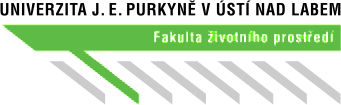 UNIVERZITA J. E. PURKYNĚ V ÚSTÍ NAD LABEM
Fakulta životního prostředí